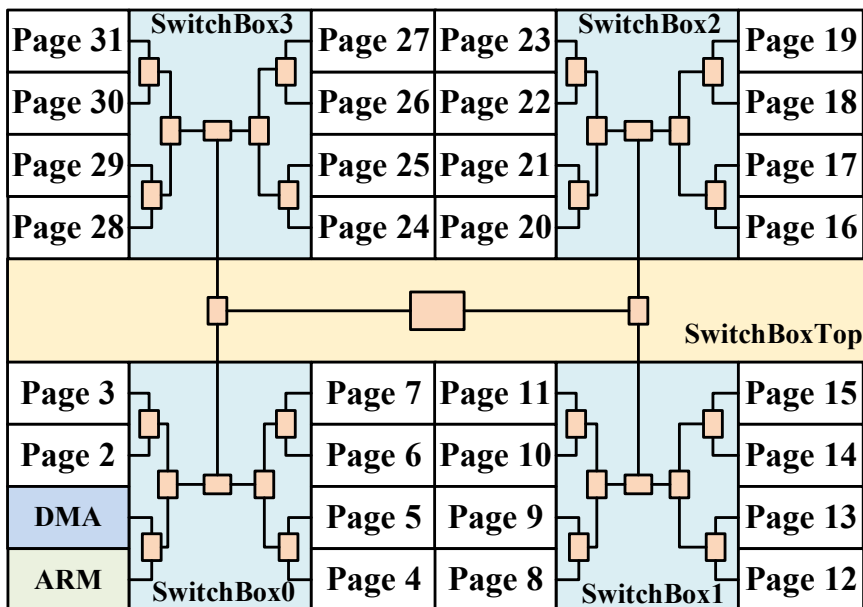 SwitchBox3
SwitchBox2
Page 31
Page 27
Page 23
Page 19
Page 30
Page 26
Page 22
Page 18
Page 29
Page 25
Page 21
Page 17
Page 28
Page 24
Page 20
Page 16
SwitchBoxTop
Page 3
Page 7
Page 11
Page 15
Page 2
Page 6
Page 10
Page 14
DMA
Page 5
Page 9
Page 13
ARM
Page 4
Page 8
Page 12
SwitchBox0
SwitchBox1